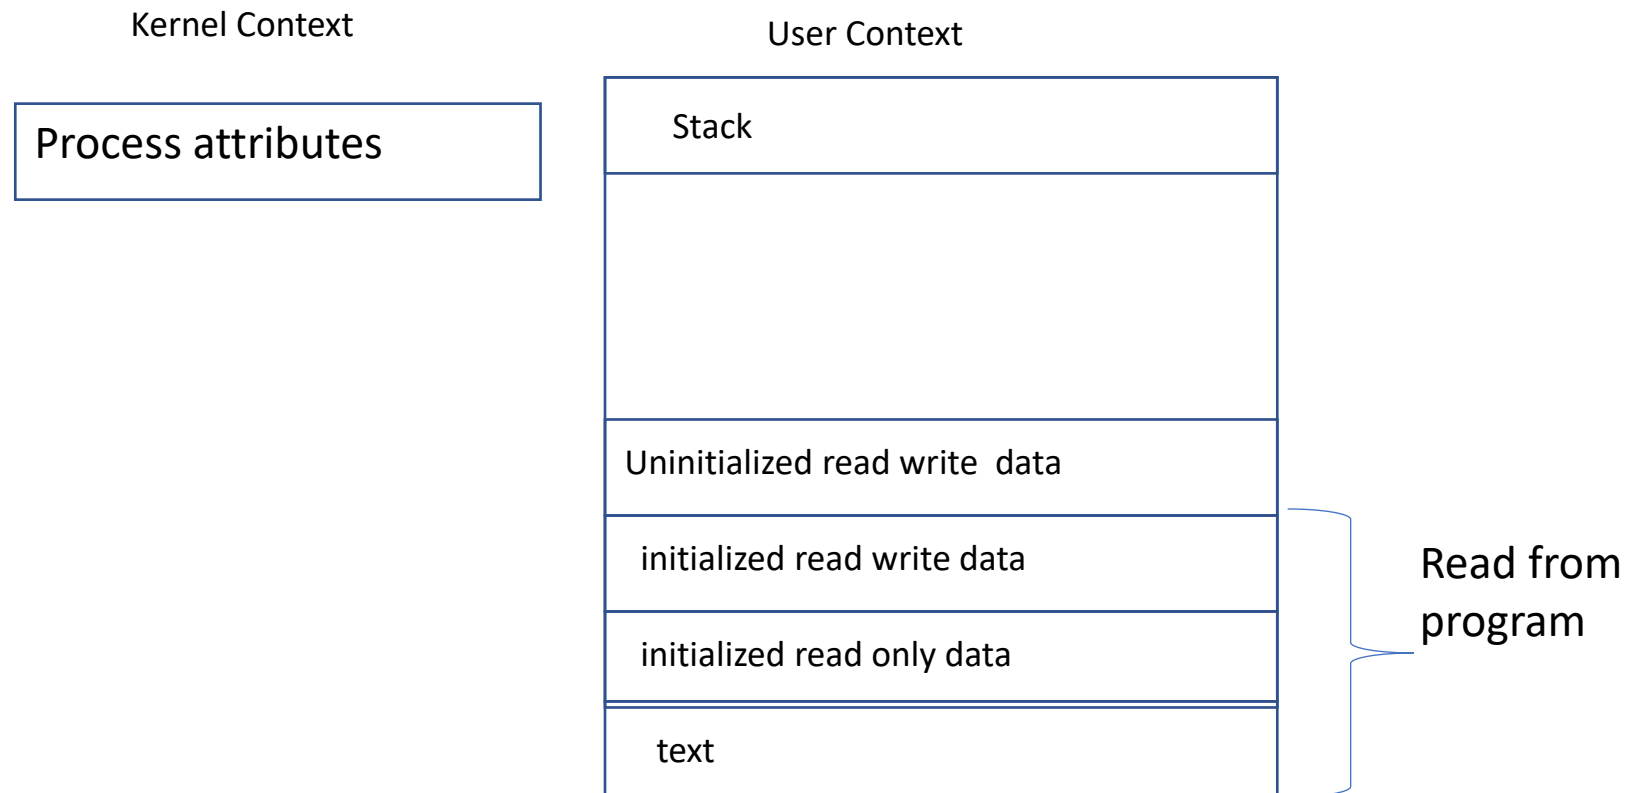 Kernel Context
User Context
Process attributes
Stack
Uninitialized read write  data
initialized read write data
initialized read only data
text
Read from
program